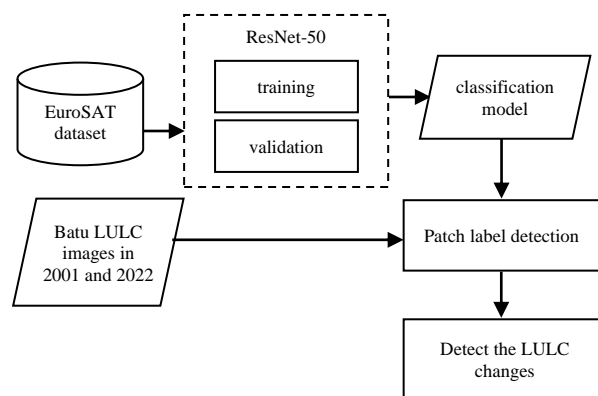 ResNet-50
training
validation
EuroSAT
dataset
classification
model
Batu LULC
images in
2001 and 2022
Patch label detection
Detect the LULC
changes